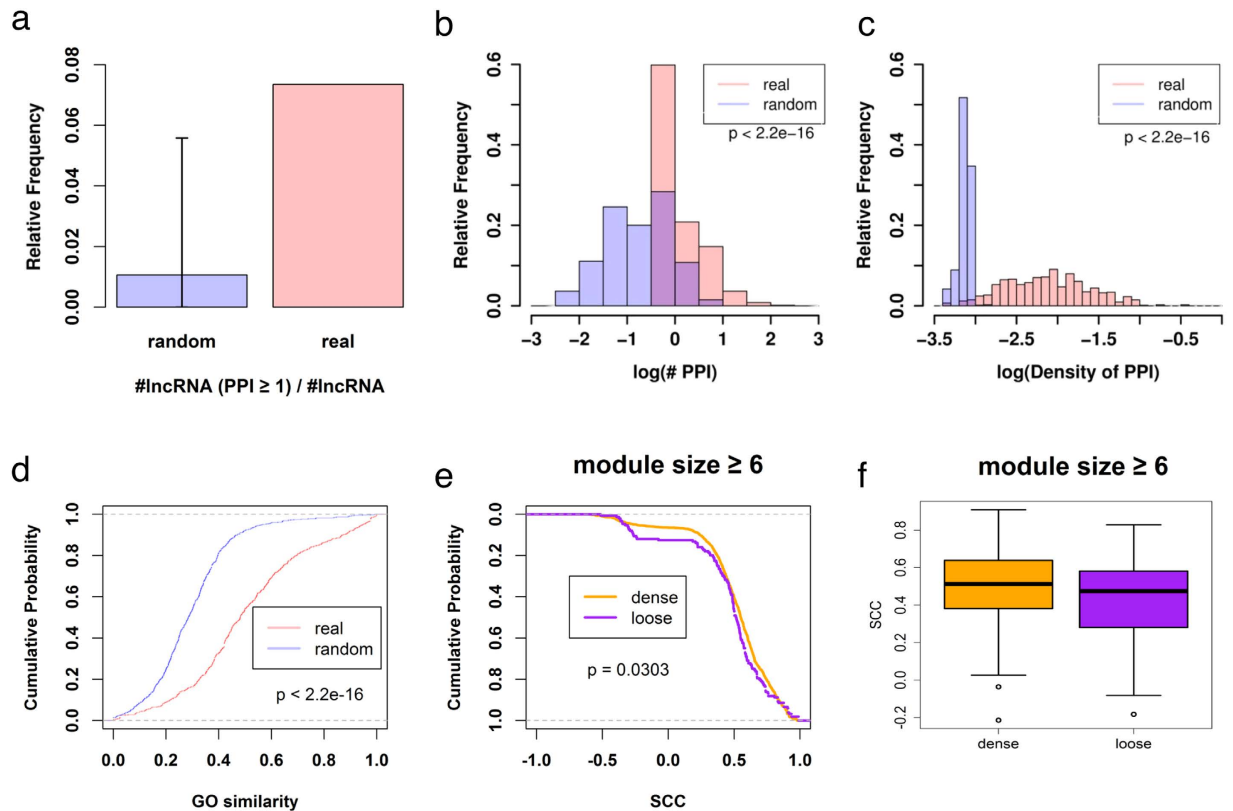 a
0.08
0.06
0.04
0.02
0.00
Relative Frequency
random
real
#lncRNA (PPI ≥ 1) / #lncRNA
b
0.6
0.4
0.2
0.0
Relative Frequency
real
random
p < 2.2e−16
−3
−2
−1
0
1
2
3
log(# PPI)
c
0.6
0.4
0.2
0.0
Relative Frequency
real
random
p < 2.2e−16
−3.5
−2.5
−1.5
−0.5
log(Density of PPI)
d
1.0
0.8
0.6
0.4
0.2
0.0
Cumulative Probability
real
random
p < 2.2e-16
0.0
0.2
0.4
0.6
0.8
1.0
GO similarity
e
module size ≥ 6
0.0
0.2
0.4
0.6
0.8
1.0
Cumulative Probability
dense
loose
p = 0.0303
-1.0
-0.5
0.0
0.5
1.0
SCC
f
module size ≥ 6
0.8
0.6
0.4
0.2
0.0
-0.2
SCC
dense
loose